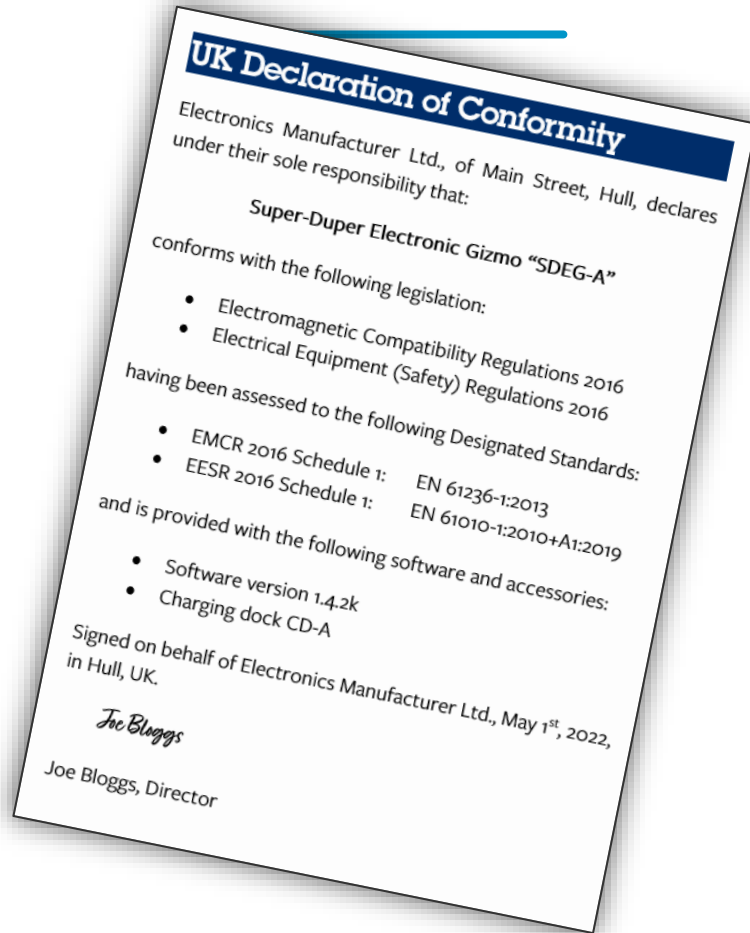 UK Declaration of Conformity
Electronics Manufacturer Ltd., of Main Street, Hull, declares
under their sole responsibility that:
Super-Duper Electronic Gizmo “SDEG-A”
conforms with the following legislation:
• Electromagnetic Compatibility Regulations 2016
• Electrical Equipment (Safety) Regulations 2016
having been assessed to the following Designated Standards:
• EMCR 2016 Schedule 1: EN 61236-1:2013
• EESR 2016 Schedule 1: EN 61010-1:2010+A1:2019
and is provided with the following software and accessories:
• Software version 1.4.2k
• Charging dock CD-A
Signed on behalf of Electronics Manufacturer Ltd., May 1st, 2022,
in Hull, UK.
Joe Bloggs
Joe Bloggs, Director